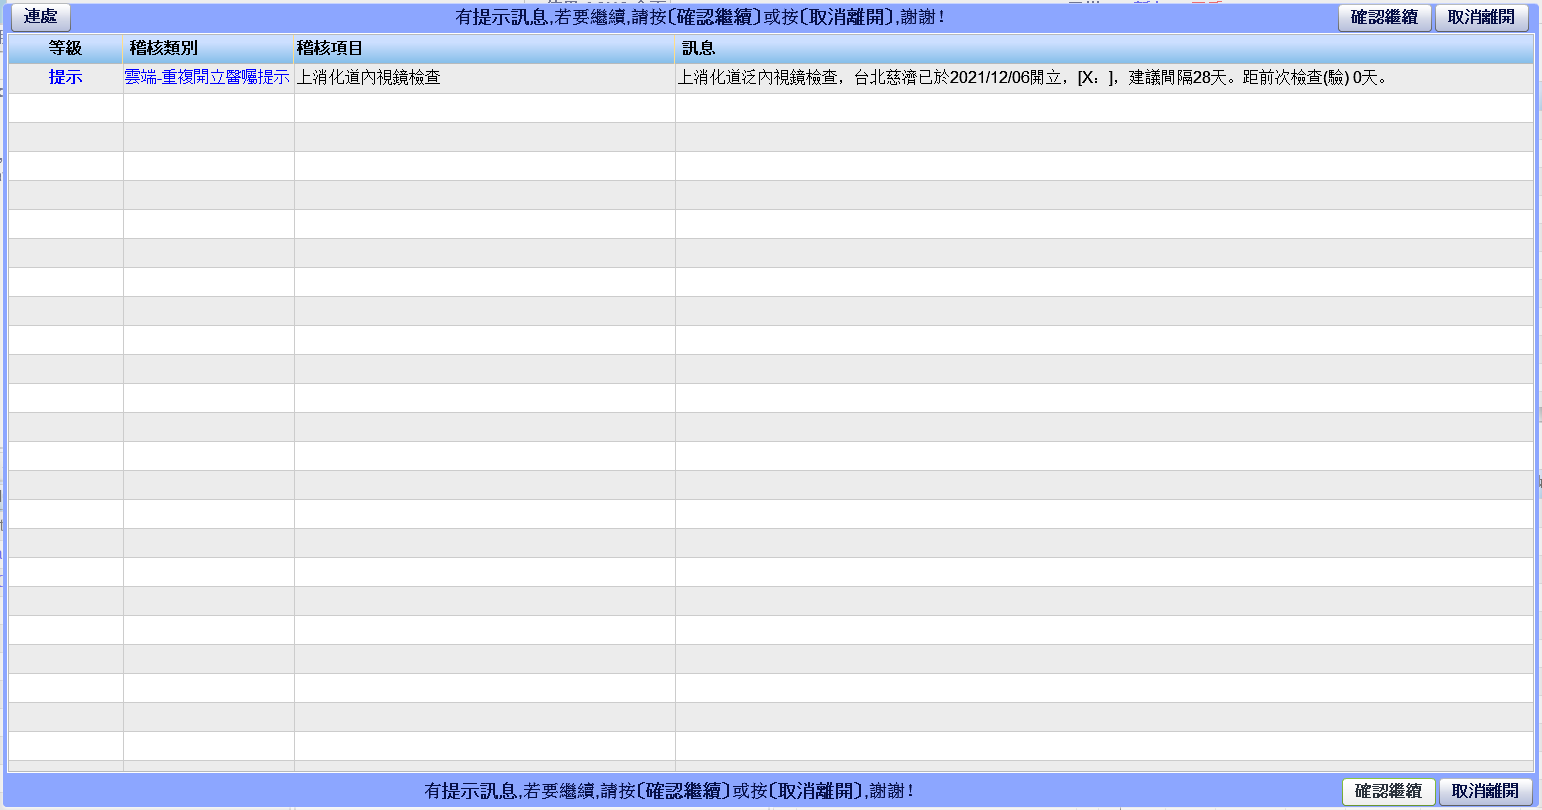 連處
有提示訊息,若要繼續,請按〔確認繼續〕或按〔取消離開〕,謝謝!
確認繼續
取消離開
等級 稽核類別 稽核項目 訊息
提示 雲端-重複開立醫囑提示 上消化道內視鏡檢查 上消化道泛內視鏡檢查，台北慈濟已於2021/12/06開立，[X：]，建議間隔28天。距前次檢查(驗) 0天。
有提示訊息,若要繼續,請按〔確認繼續〕或按〔取消離開〕,謝謝!
確認繼續
取消離開